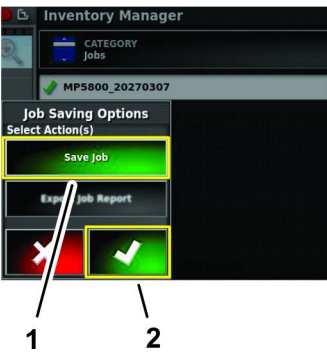 Inventory Manager
CATEGORY
Jobs
MP5800_20270307
Job Saving Options
Select Action(s)
Save Job
Export Job Report
1
2